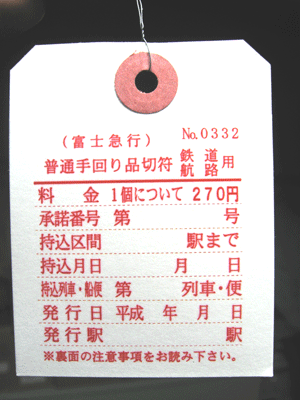 (富士急行) No.0332
普通手回り品切符 鉄道航路用
料金 1個について 270円
承諾番号 第 号
持込区間 駅まで
持込月日 月 日
持込列車・船便 第 列車・便
発行日 平成 年 月 日
発行駅 駅
※裏面の注意事項をお読み下さい。